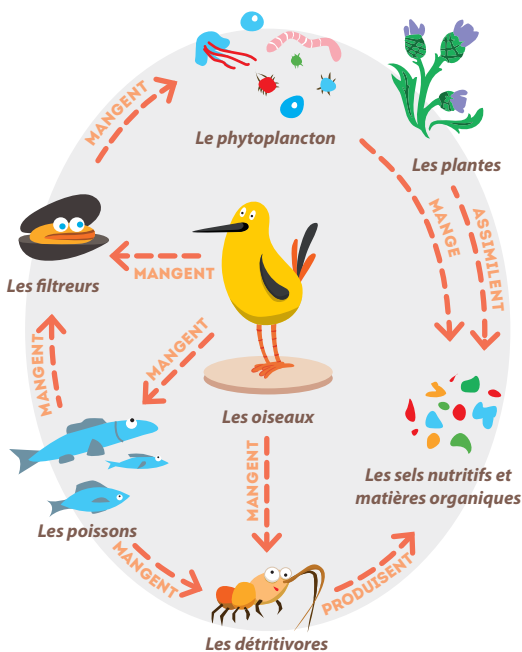 MANGENT
Le phytoplancton
Les plantes
MANGE
ASSIMILENT
Les filtreurs
MANGENT
MANGENT
MANGENT
Les oiseaux
MANGENT
Les sels nutritifs et
matières organiques
Les poissons
MANGENT
PRODUISENT
Les détritivores